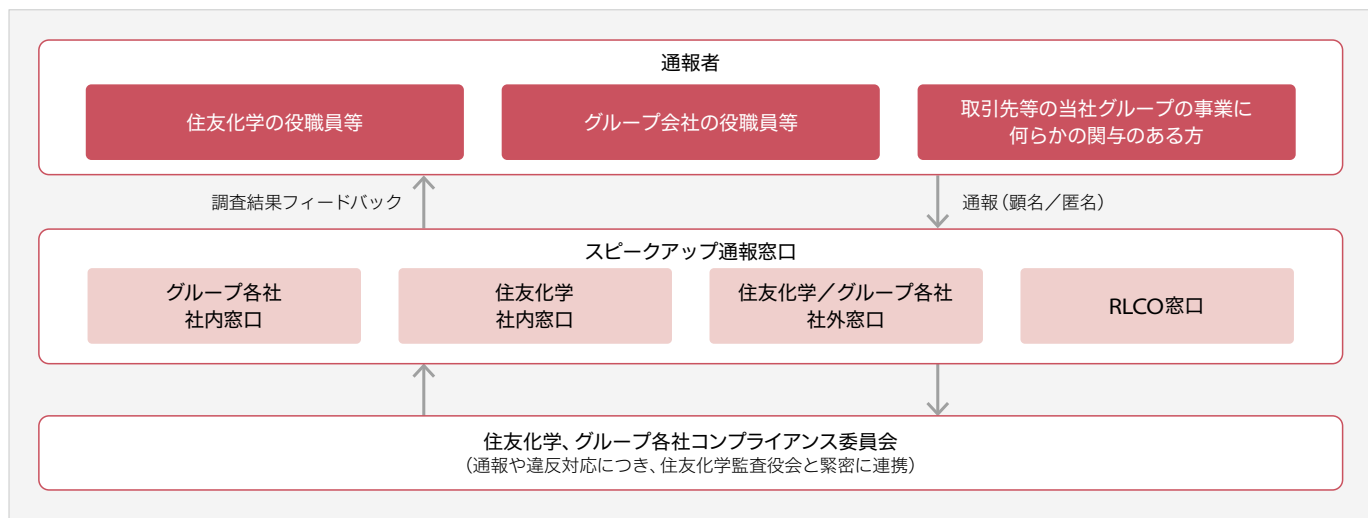 通報者
住友化学の役職員等
グループ会社の役職員等
取引先等の当社グループの事業に
何らかの関与のある方
調査結果フィードバック
通報（顕名／匿名）
スピークアップ通報窓口
グループ各社
社内窓口
住友化学
社内窓口
住友化学／グループ各社
社外窓口
RLCO窓口
住友化学、グループ各社コンプライアンス委員会
（通報や違反対応につき、住友化学監査役会と緊密に連携）